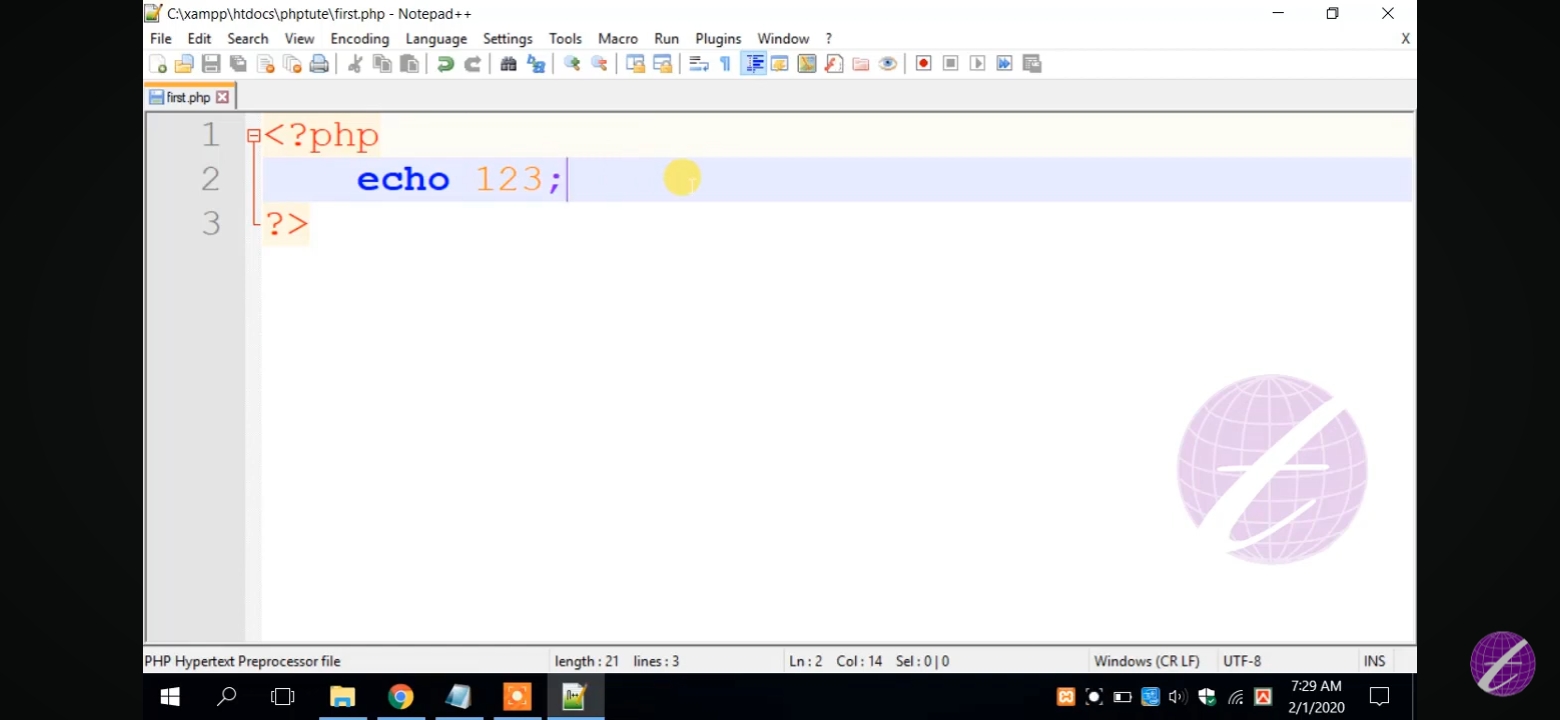 C:\xampp\htdocs\phptute\first.php - Notepad++
File Edit Search View Encoding Language Settings Tools Macro Run Plugins Window ? X
first.php
1 <?php
2 echo 123;
3 ?>
PHP Hypertext Preprocessor file length : 21 lines : 3 Ln : 2 Col : 14 Sel : 0 | 0 Windows (CR LF) UTF-8 INS
7:29 AM
2/1/2020